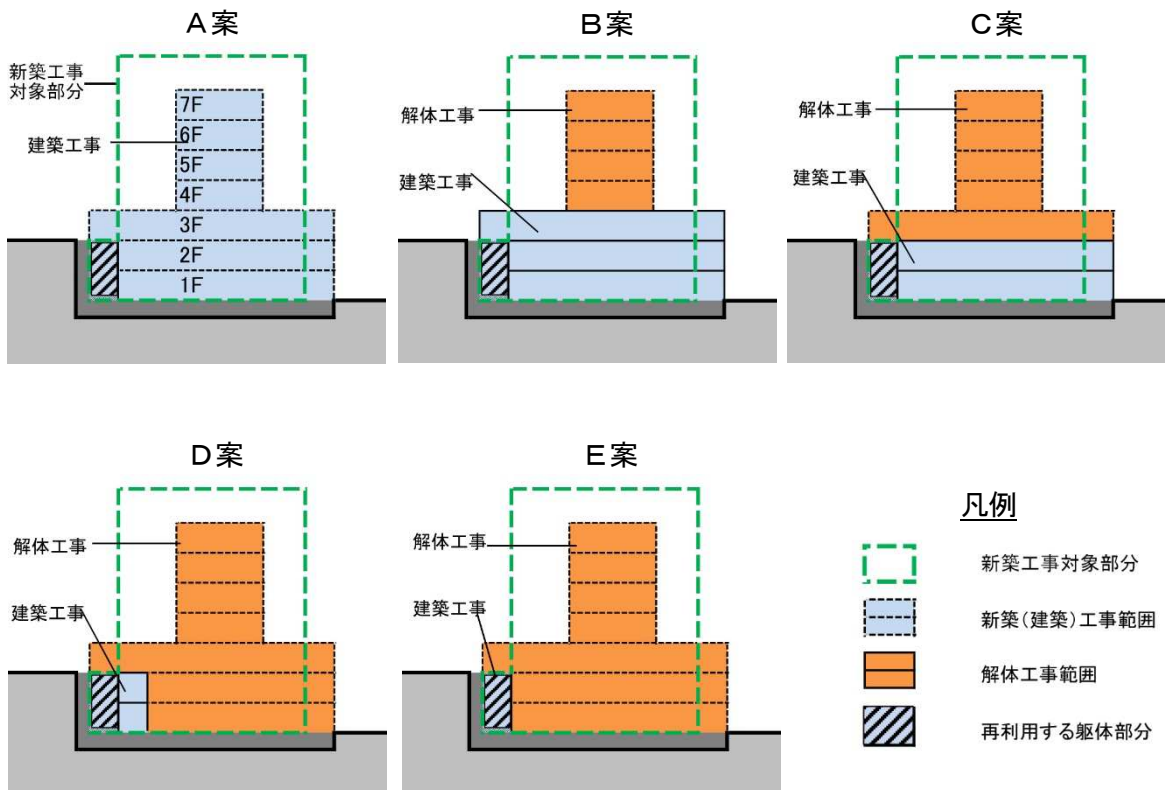 A案
新築工事
対象部分
建築工事
7F
6F
5F
4F
3F
2F
1F
B案
解体工事
建築工事
C案
解体工事
建築工事
D案
解体工事
建築工事
E案
解体工事
建築工事
凡例
新築工事対象部分
新築(建築)工事範囲
解体工事範囲
再利用する躯体部分